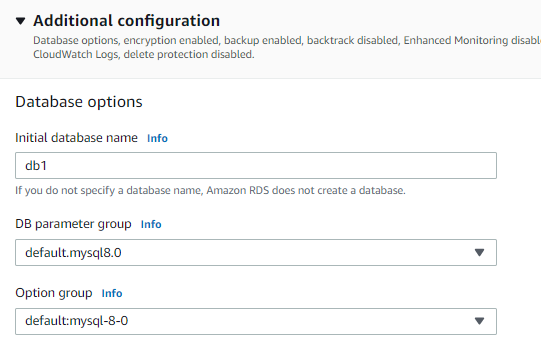 Additional configuration
Database options, encryption enabled, backup enabled, backtrack disabled, Enhanced Monitoring
CloudWatch Logs, delete protection disabled.
Database options
Initial database name Info
db1
If you do not specify a database name, Amazon RDS does not create a database.
DB parameter group Info
default.mysql8.0
Option group Info
default:mysql-8-0